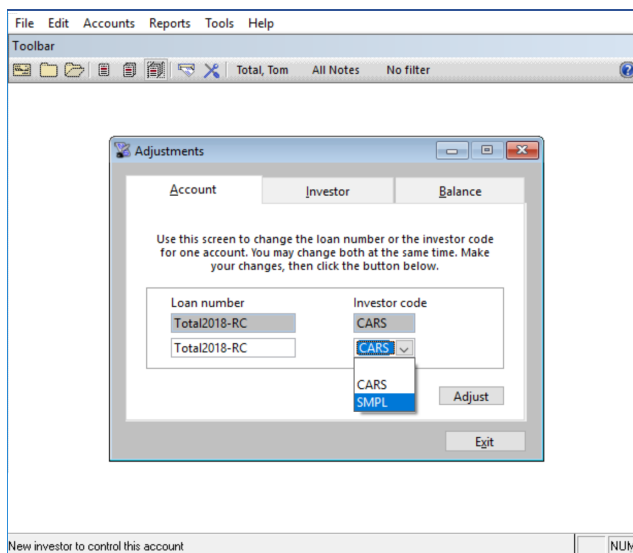 File Edit Accounts Reports Tools Help
Toolbar
Total, Tom All Notes No filter
Adjustments
Account Investor Balance
Use this screen to change the loan number or the investor code
for one account. You may change both at the same time. Make
your changes, then click the button below.
Loan number Investor code
Total2018-RC CARS
Total2018-RC CARS
CARS
SMPL
Adjust
Exit
New investor to control this account NUM